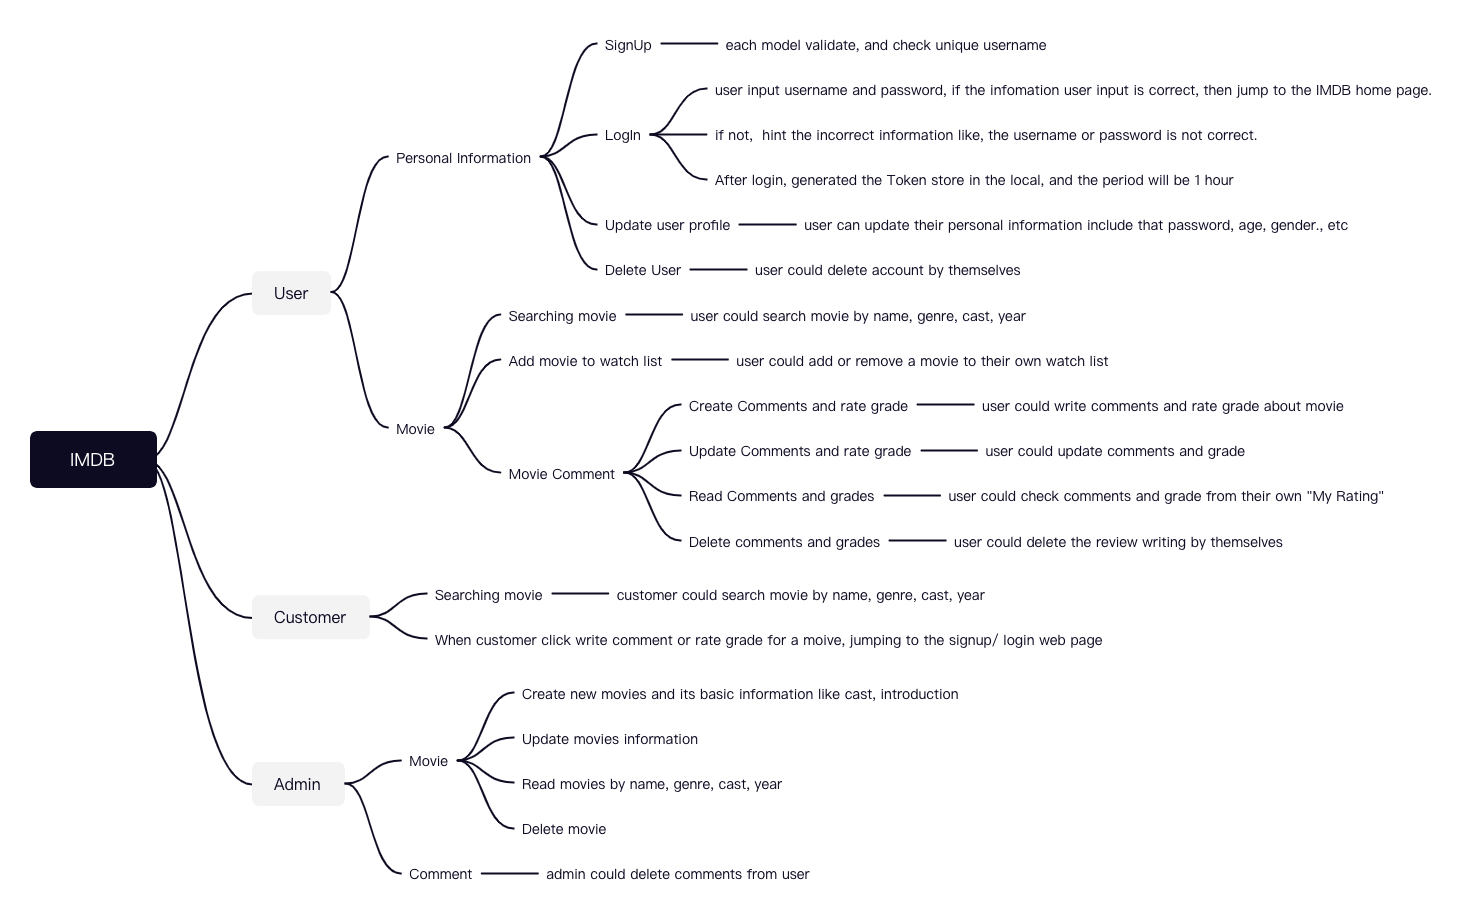 SignUp
each model validate, and check unique username
user input username and password, if the infomation user input is correct, then jump to the IMDB home page.
LogIn
if not,  hint the incorrect information like, the username or password is not correct.
Personal Information
After login, generated the Token store in the local, and the period will be 1 hour
Update user profile
user can update their personal information include that password, age, gender., etc
Delete User
user could delete account by themselves
User
Searching movie
user could search movie by name, genre, cast, year
Add movie to watch list
user could add or remove a movie to their own watch list
Create Comments and rate grade
user could write comments and rate grade about movie
Movie
Update Comments and rate grade
user could update comments and grade
IMDB
Movie Comment
Read Comments and grades
user could check comments and grade from their own "My Rating"
Delete comments and grades
user could delete the review writing by themselves
Searching movie
customer could search movie by name, genre, cast, year
Customer
When customer click write comment or rate grade for a moive, jumping to the signup/ login web page
Create new movies and its basic information like cast, introduction
Update movies information
Movie
Read movies by name, genre, cast, year
Admin
Delete movie
Comment
admin could delete comments from user